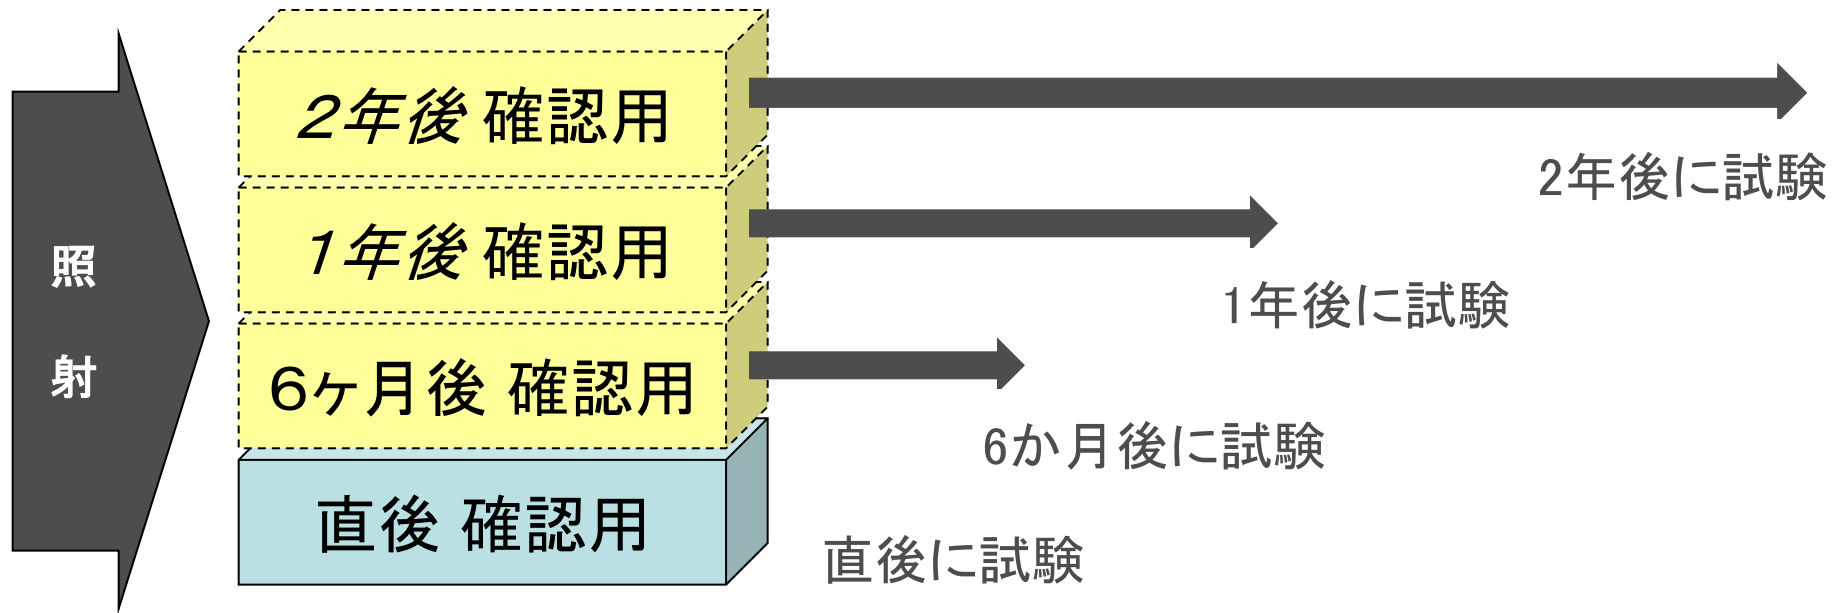 照
射
２年後 確認用
2年後に試験
１年後 確認用
1年後に試験
６ヶ月後 確認用
6か月後に試験
直後 確認用
直後に試験